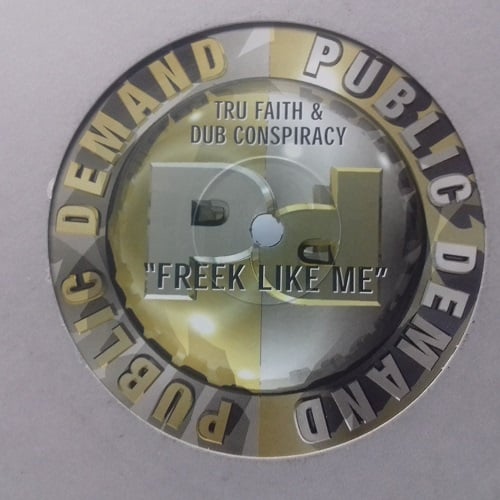 PUBLIC DEMAND
PUBLIC DEMAND
TRU FAITH &
DUB CONSPIRACY
Pd
"FREEK LIKE ME"